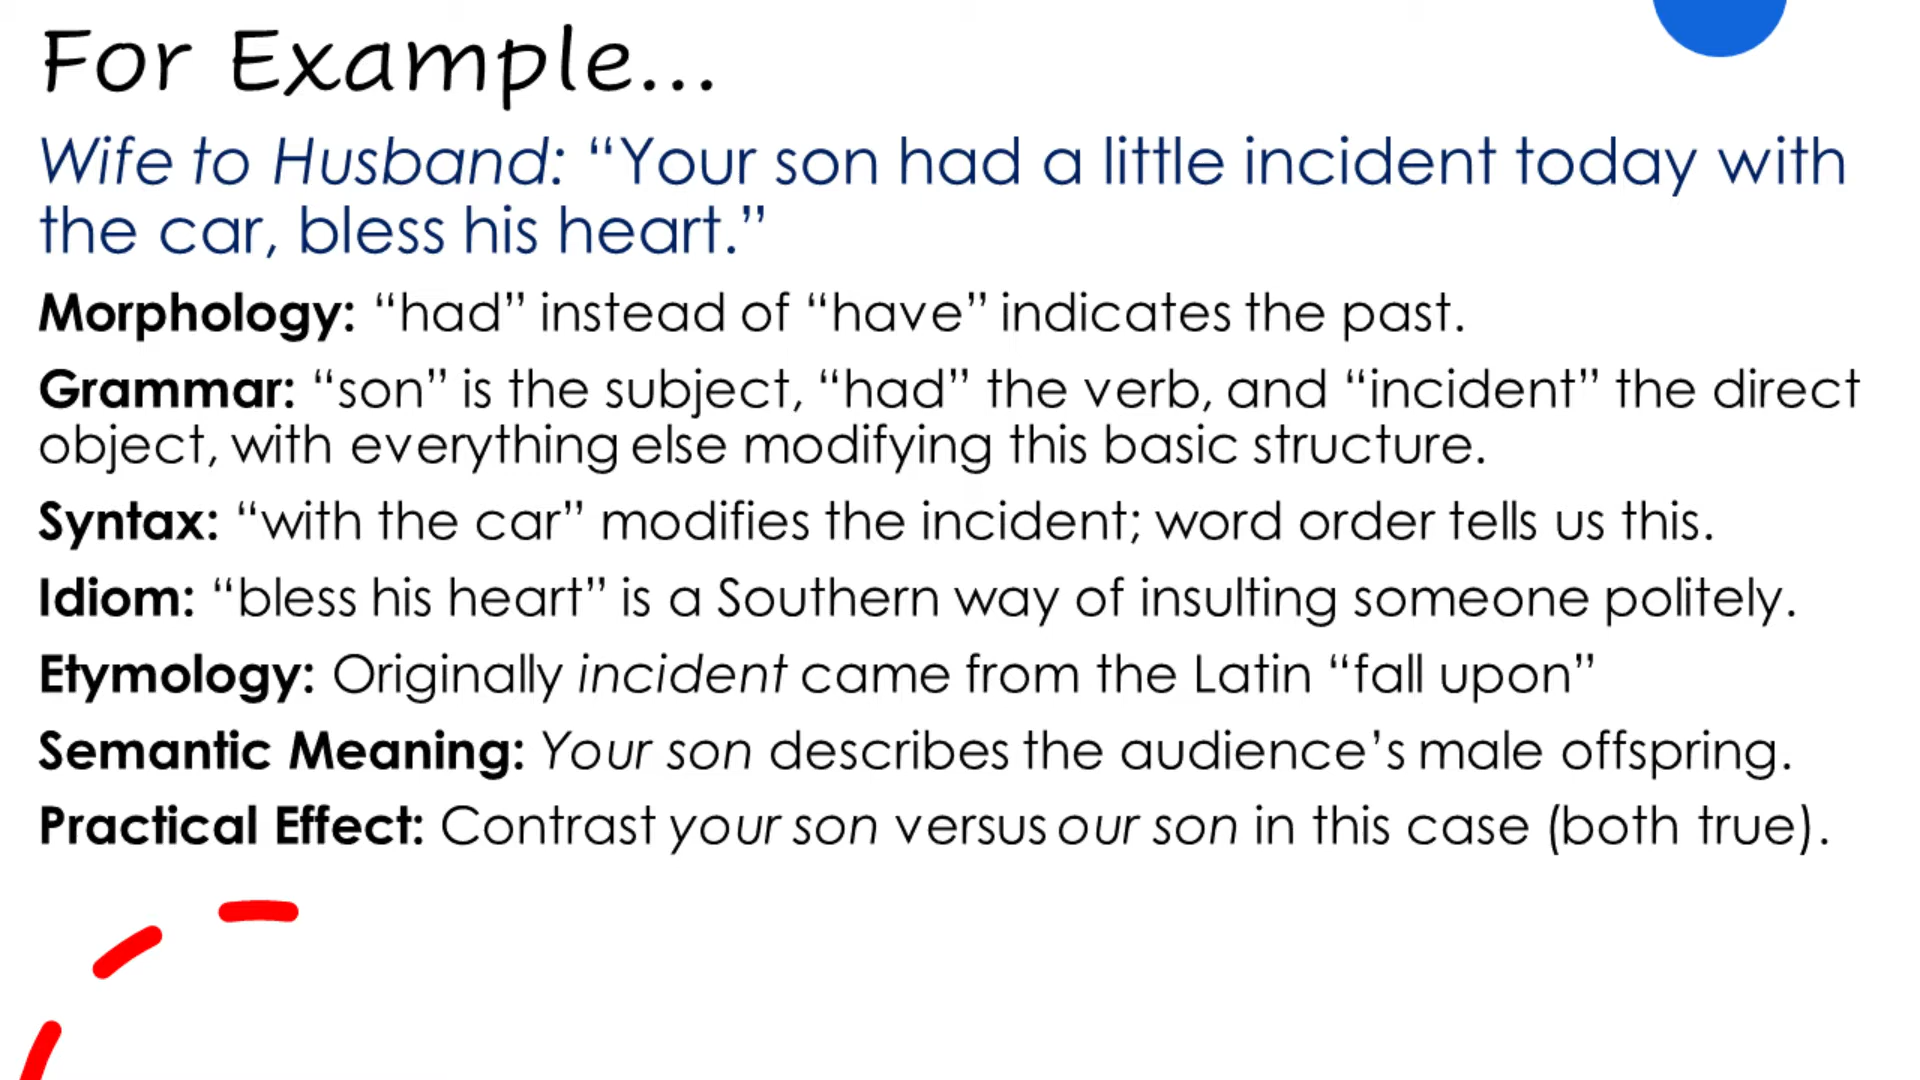 For Example...
Wife to Husband: “Your son had a little incident today with
the car, bless his heart.”
Morphology: “had” instead of “have” indicates the past.
Grammar: “son” is the subject, “had” the verb, and “incident” the direct
object, with everything else modifying this basic structure.
Syntax: “with the car” modifies the incident; word order tells us this.
Idiom: “bless his heart” is a Southern way of insulting someone politely.
Etymology: Originally incident came from the Latin “fall upon”
Semantic Meaning: Your son describes the audience’s male offspring.
Practical Effect: Contrast your son versus our son in this case (both true).